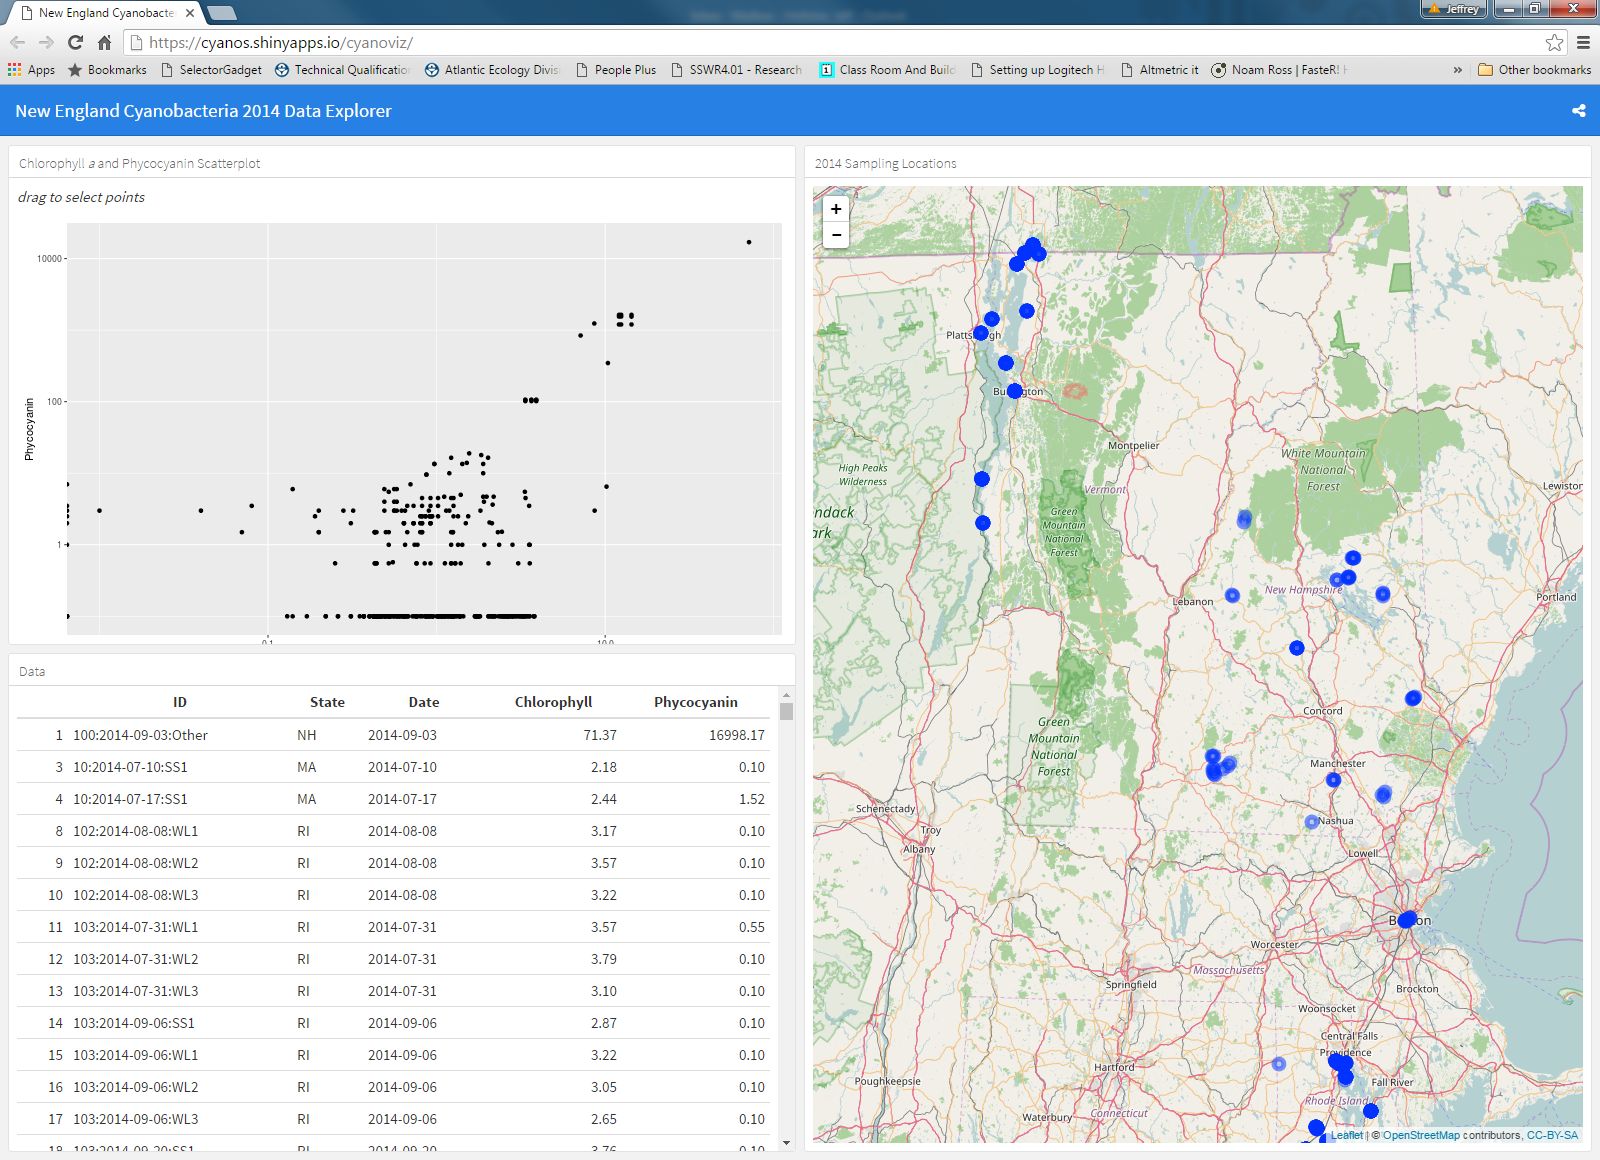 New England Cyanobacte
Jeffrey
https://cyanos.shinyapps.io/cyanoviz/
Apps Bookmarks SelectorGadget Technical Qualification Atlantic Ecology Divis People Plus SSWR4.01 - Research Class Room And Build Setting up Logitech H Altmetric it Noam Ross | FasteR! H » Other bookmarks
New England Cyanobacteria 2014 Data Explorer
Chlorophyll a and Phycocyanin Scatterplot
drag to select points
10000
100
1
Phycocyanin
0.1 10.0
Data
ID State Date Chlorophyll Phycocyanin
1 100:2014-09-03:Other NH 2014-09-03 71.37 16998.17
3 10:2014-07-10:SS1 MA 2014-07-10 2.18 0.10
4 10:2014-07-17:SS1 MA 2014-07-17 2.44 1.52
8 102:2014-08-08:WL1 RI 2014-08-08 3.17 0.10
9 102:2014-08-08:WL2 RI 2014-08-08 3.57 0.10
10 102:2014-08-08:WL3 RI 2014-08-08 3.22 0.10
11 103:2014-07-31:WL1 RI 2014-07-31 3.57 0.55
12 103:2014-07-31:WL2 RI 2014-07-31 3.79 0.10
13 103:2014-07-31:WL3 RI 2014-07-31 3.10 0.10
14 103:2014-09-06:SS1 RI 2014-09-06 2.87 0.10
15 103:2014-09-06:WL1 RI 2014-09-06 3.22 0.10
16 103:2014-09-06:WL2 RI 2014-09-06 3.05 0.10
17 103:2014-09-06:WL3 RI 2014-09-06 2.65 0.10
18 103:2014-09-20:SS1 RI 2014-09-20 3.76 0.10
2014 Sampling Locations
+
−
Montpelier
High Peaks
Wilderness
White Mountain
National
Forest
Lewiston
Vermont
ndack
ark
Green
Mountain
National
Forest
Lebanon
New Hampshire
Portland
Concord
Green
Mountain
National
Forest
Manchester
Schenectady
Troy
Nashua
Albany
Lowell
Worcester
Massachusetts
Springfield
Brockton
Woonsocket
Central Falls
Providence
Hartford
Poughkeepsie
Fall River
Rhode Island
Waterbury
Connecticut
Leaflet | © OpenStreetMap contributors, CC-BY-SA